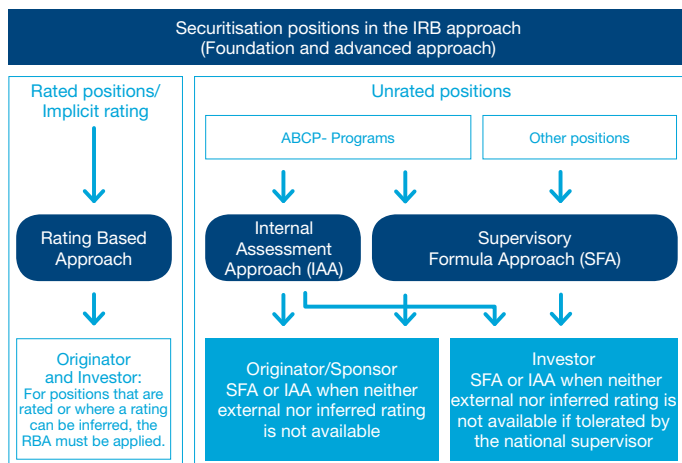 Securitisation positions in the IRB approach
(Foundation and advanced approach)
Rated positions/
Implicit rating
Unrated positions
ABCP- Programs
Other positions
Rating Based
Approach
Internal
Assessment
Approach (IAA)
Supervisory
Formula Approach (SFA)
Originator
and Investor:
For positions that are
rated or where a rating
can be inferred, the
RBA must be applied.
Originator/Sponsor
SFA or IAA when neither
external nor inferred rating
is not available
Investor
SFA or IAA when neither
external nor inferred rating is
not available if tolerated by
the national supervisor